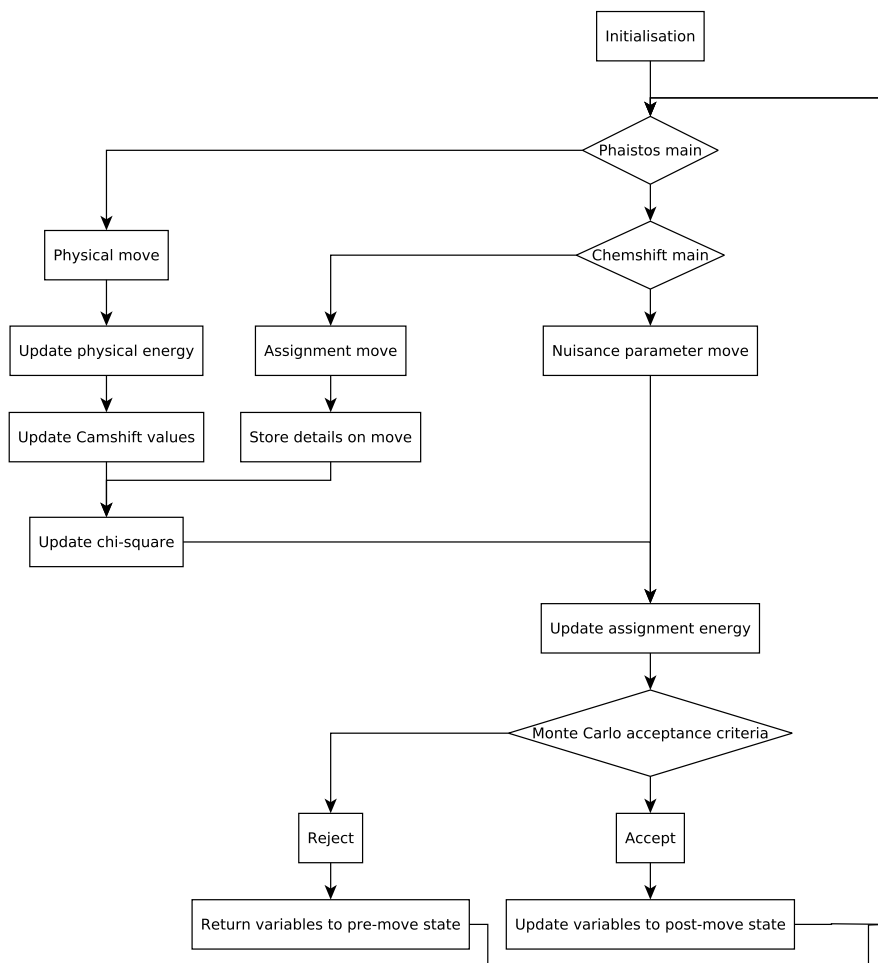 Initialisation
Phaistos main
Physical move
Chemshift main
Update physical energy
Assignment move
Nuisance parameter move
Update Camshift values
Store details on move
Update chi-square
Update assignment energy
Monte Carlo acceptance criteria
Reject
Accept
Return variables to pre-move state
Update variables to post-move state